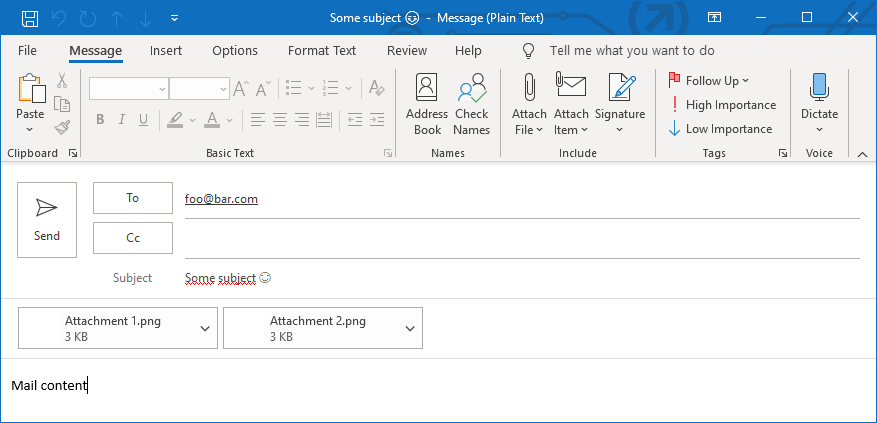 Some subject 😊 - Message (Plain Text)
File Message Insert Options Format Text Review Help Tell me what you want to do
Paste
Clipboard
B I U A
Basic Text
Address Book
Check Names
Names
Attach File
Attach Item
Signature
Include
Follow Up
High Importance
Low Importance
Tags
Dictate
Voice
Send
To foo@bar.com
Cc
Subject Some subject ☺
Attachment 1.png
3 KB
Attachment 2.png
3 KB
Mail content